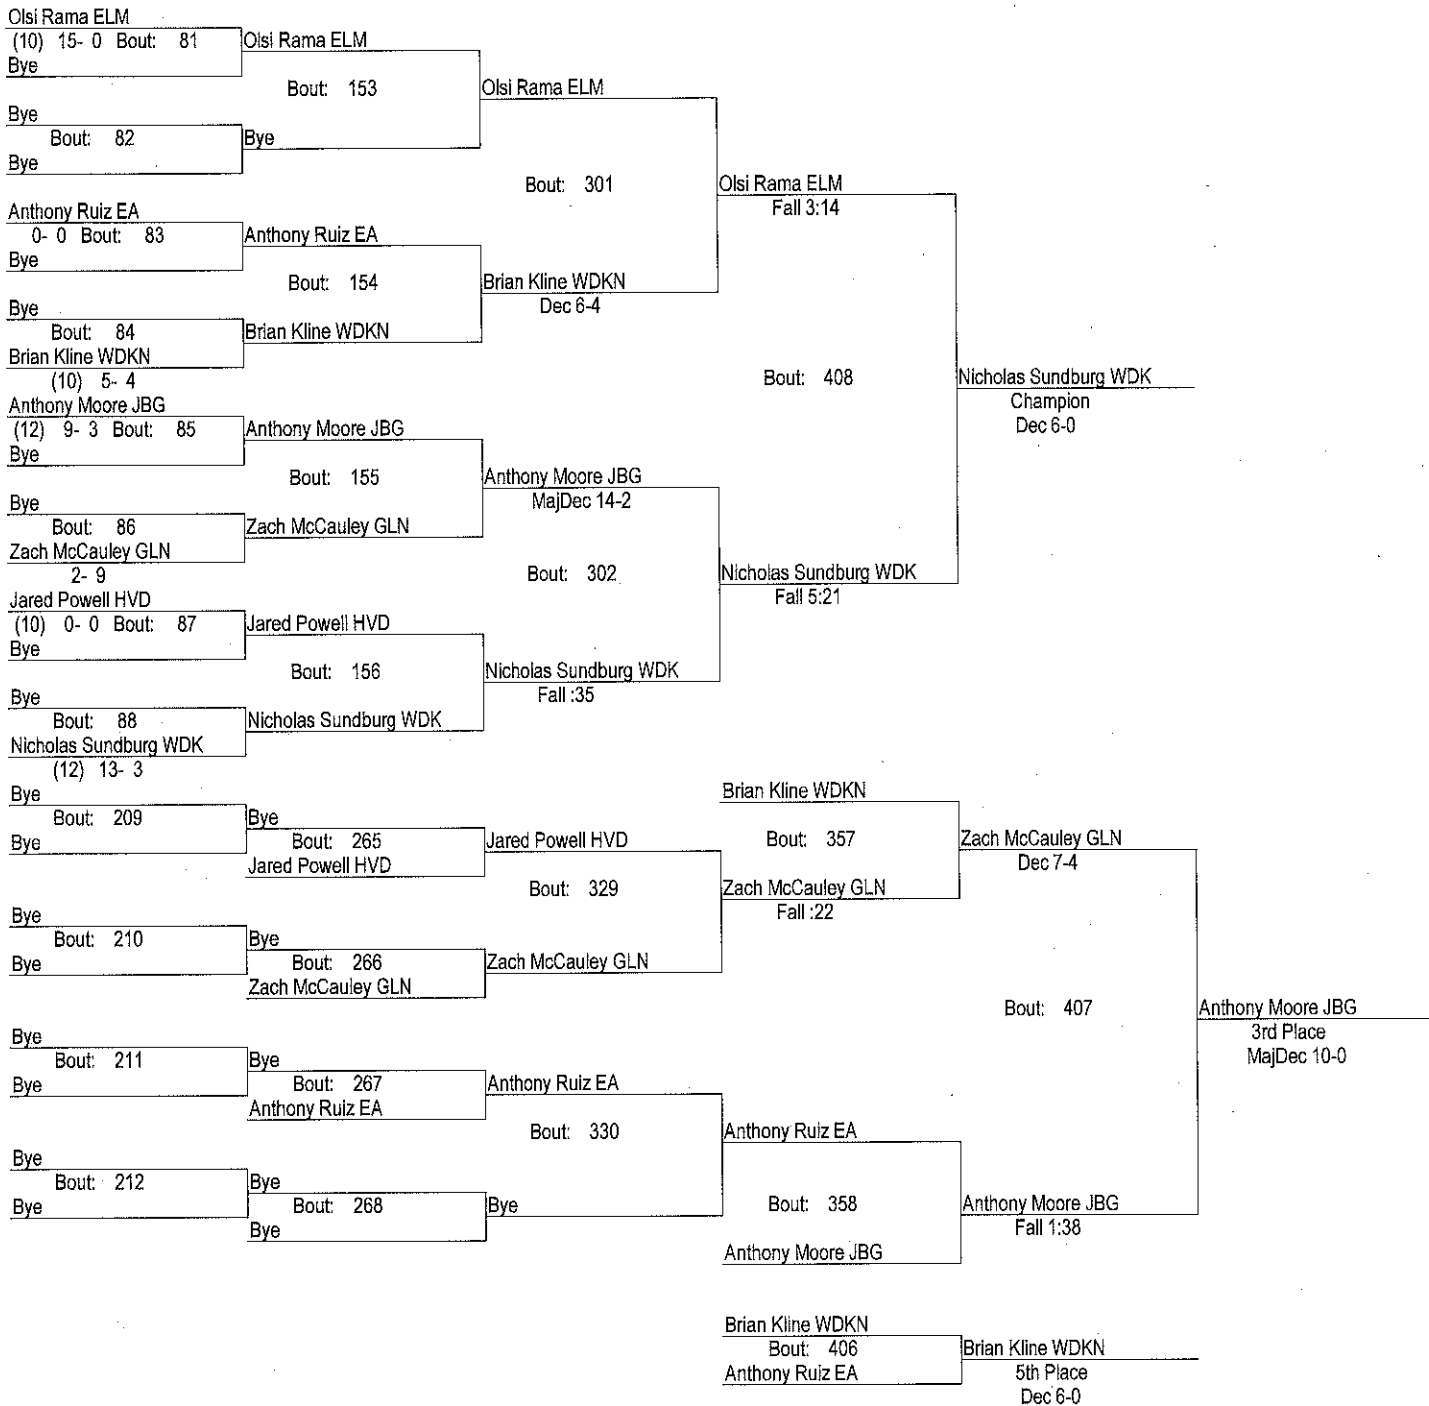 Olsi Rama ELM
(10) 15- 0 Bout: 81
Bye
Olsi Rama ELM
Bout: 153
Olsi Rama ELM
Bye
Bout: 82
Bye
Bye
Bout: 301
Olsi Rama ELM
Fall 3:14
Anthony Ruiz EA
0- 0 Bout: 83
Bye
Anthony Ruiz EA
Bout: 154
Brian Kline WDKN
Dec 6-4
Bye
Bout: 84
Brian Kline WDKN
(10) 5- 4
Brian Kline WDKN
Bout: 408
Nicholas Sundburg WDK
Champion
Dec 6-0
Anthony Moore JBG
(12) 9- 3 Bout: 85
Bye
Anthony Moore JBG
Bout: 155
Anthony Moore JBG
MajDec 14-2
Bye
Bout: 86
Zach McCauley GLN
2- 9
Zach McCauley GLN
Bout: 302
Nicholas Sundburg WDK
Fall 5:21
Jared Powell HVD
(10) 0- 0 Bout: 87
Bye
Jared Powell HVD
Bout: 156
Nicholas Sundburg WDK
Fall :35
Bye
Bout: 88
Nicholas Sundburg WDK
(12) 13- 3
Nicholas Sundburg WDK
Bye
Bout: 209
Bye
Bye
Bout: 265
Jared Powell HVD
Jared Powell HVD
Bout: 329
Brian Kline WDKN
Bout: 357
Zach McCauley GLN
Fall :22
Zach McCauley GLN
Dec 7-4
Bye
Bout: 210
Bye
Bye
Bout: 266
Zach McCauley GLN
Zach McCauley GLN
Bout: 407
Anthony Moore JBG
3rd Place
MajDec 10-0
Bye
Bout: 211
Bye
Bye
Bout: 267
Anthony Ruiz EA
Anthony Ruiz EA
Bout: 330
Anthony Ruiz EA
Bye
Bout: 212
Bye
Bye
Bout: 268
Bye
Bye
Bout: 358
Anthony Moore JBG
Anthony Moore JBG
Fall 1:38
Brian Kline WDKN
Bout: 406
Anthony Ruiz EA
Brian Kline WDKN
5th Place
Dec 6-0